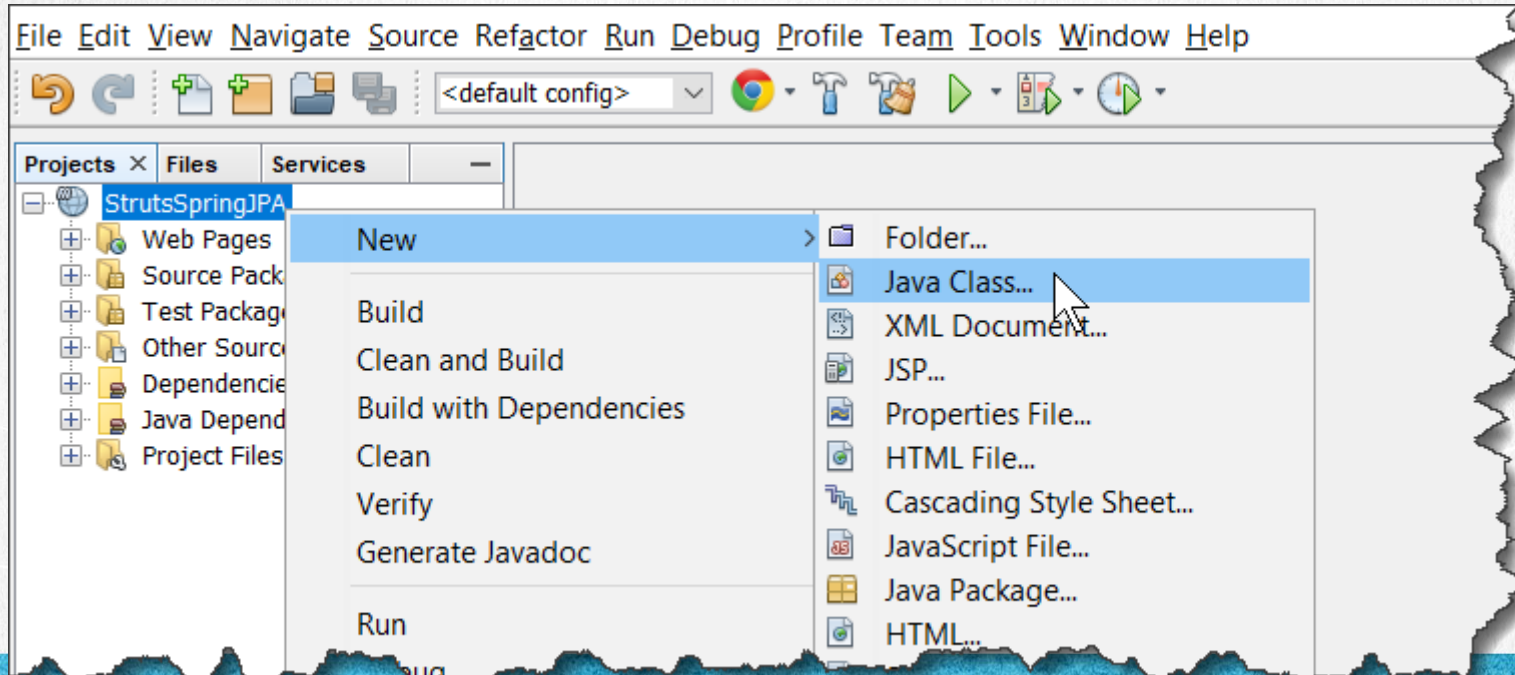 File Edit View Navigate Source Refactor Run Debug Profile Team Tools Window Help
<default config>
Projects Files Services
StrutsSpringJPA
Web Pages
Source Pack
Test Packag
Other Sourc
Dependencie
Java Depend
Project Files
New
Build
Clean and Build
Build with Dependencies
Clean
Verify
Generate Javadoc
Run
Folder...
Java Class...
XML Document...
JSP...
Properties File...
HTML File...
Cascading Style Sheet...
JavaScript File...
Java Package...
HTML...